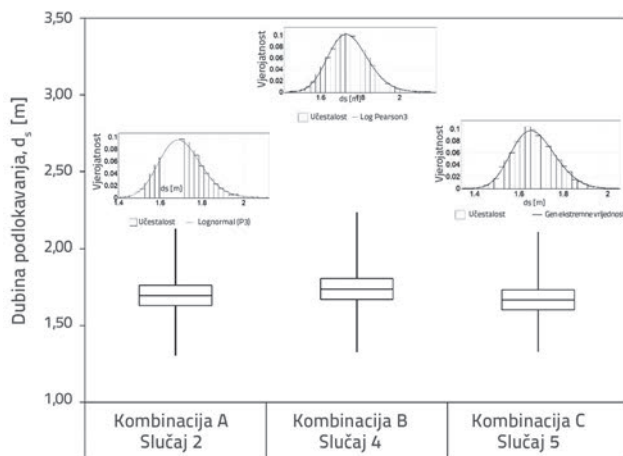 3,50
3,00
2,50
2,00
1,50
1,00
Dubina podlokavanja, ds [m]
Vjerojatnost
0.1
0.08
0.06
0.04
0.02
0
1.4
1.6
1.8
2
ds [m]
Učestalost
Lognormal (P3)
Vjerojatnost
0.1
0.08
0.06
0.04
0.02
0
1.6
1.8
2
ds [m]
Učestalost
Log Pearson3
Vjerojatnost
0.1
0.08
0.06
0.04
0.02
0
1.4
1.6
1.8
2
ds [m]
Učestalost
Gen ekstremne vrijednost
Kombinacija A
Slučaj 2
Kombinacija B
Slučaj 4
Kombinacija C
Slučaj 5